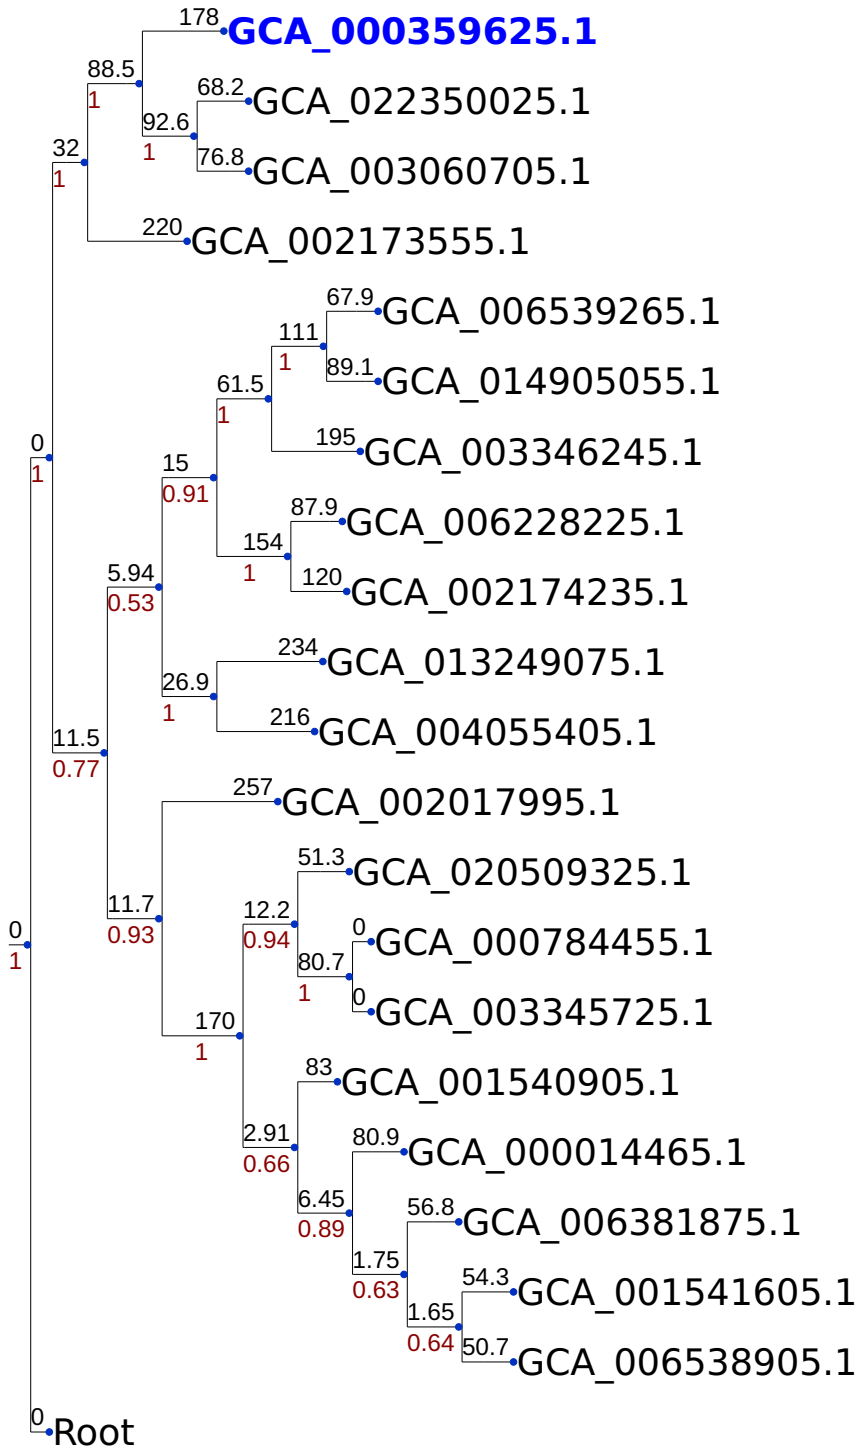 178 GCA_000359625.1
88.5
1
68.2 GCA_022350025.1
92.6
1
32
1
76.8 GCA_003060705.1
220 GCA_002173555.1
67.9 GCA_006539265.1
111
1
89.1 GCA_014905055.1
61.5
1
195 GCA_003346245.1
0
1
15
0.91
87.9 GCA_006228225.1
154
1
120 GCA_002174235.1
5.94
0.53
234 GCA_013249075.1
26.9
1
216 GCA_004055405.1
11.5
0.77
257 GCA_002017995.1
51.3 GCA_020509325.1
12.2
0.94
11.7
0.93
0 GCA_000784455.1
0
1
80.7
1
0 GCA_003345725.1
170
1
83 GCA_001540905.1
2.91
0.66
80.9 GCA_000014465.1
6.45
0.89
56.8 GCA_006381875.1
1.75
0.63
54.3 GCA_001541605.1
1.65
0.64
50.7 GCA_006538905.1
0 Root